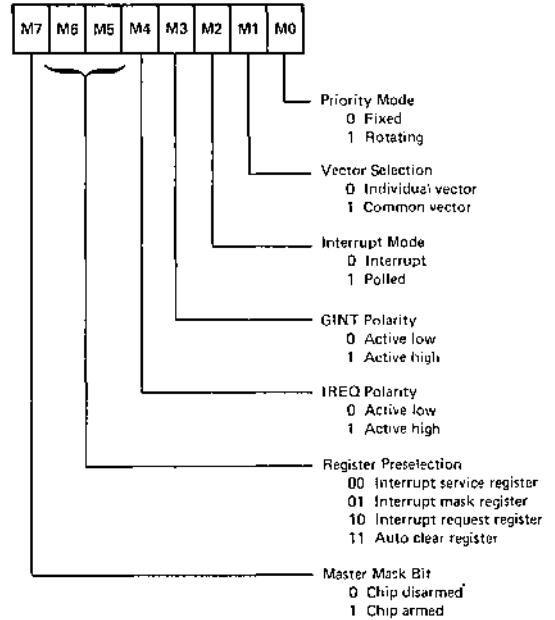 M7 M6 M5 M4 M3 M2 M1 M0
Priority Mode
0 Fixed
1 Rotating
Vector Selection
0 Individual vector
1 Common vector
Interrupt Mode
0 Interrupt
1 Polled
GINT Polarity
0 Active low
1 Active high
IREQ Polarity
0 Active low
1 Active high
Register Preselection
00 Interrupt service register
01 Interrupt mask register
10 Interrupt request register
11 Auto clear register
Master Mask Bit
0 Chip disarmed
1 Chip armed